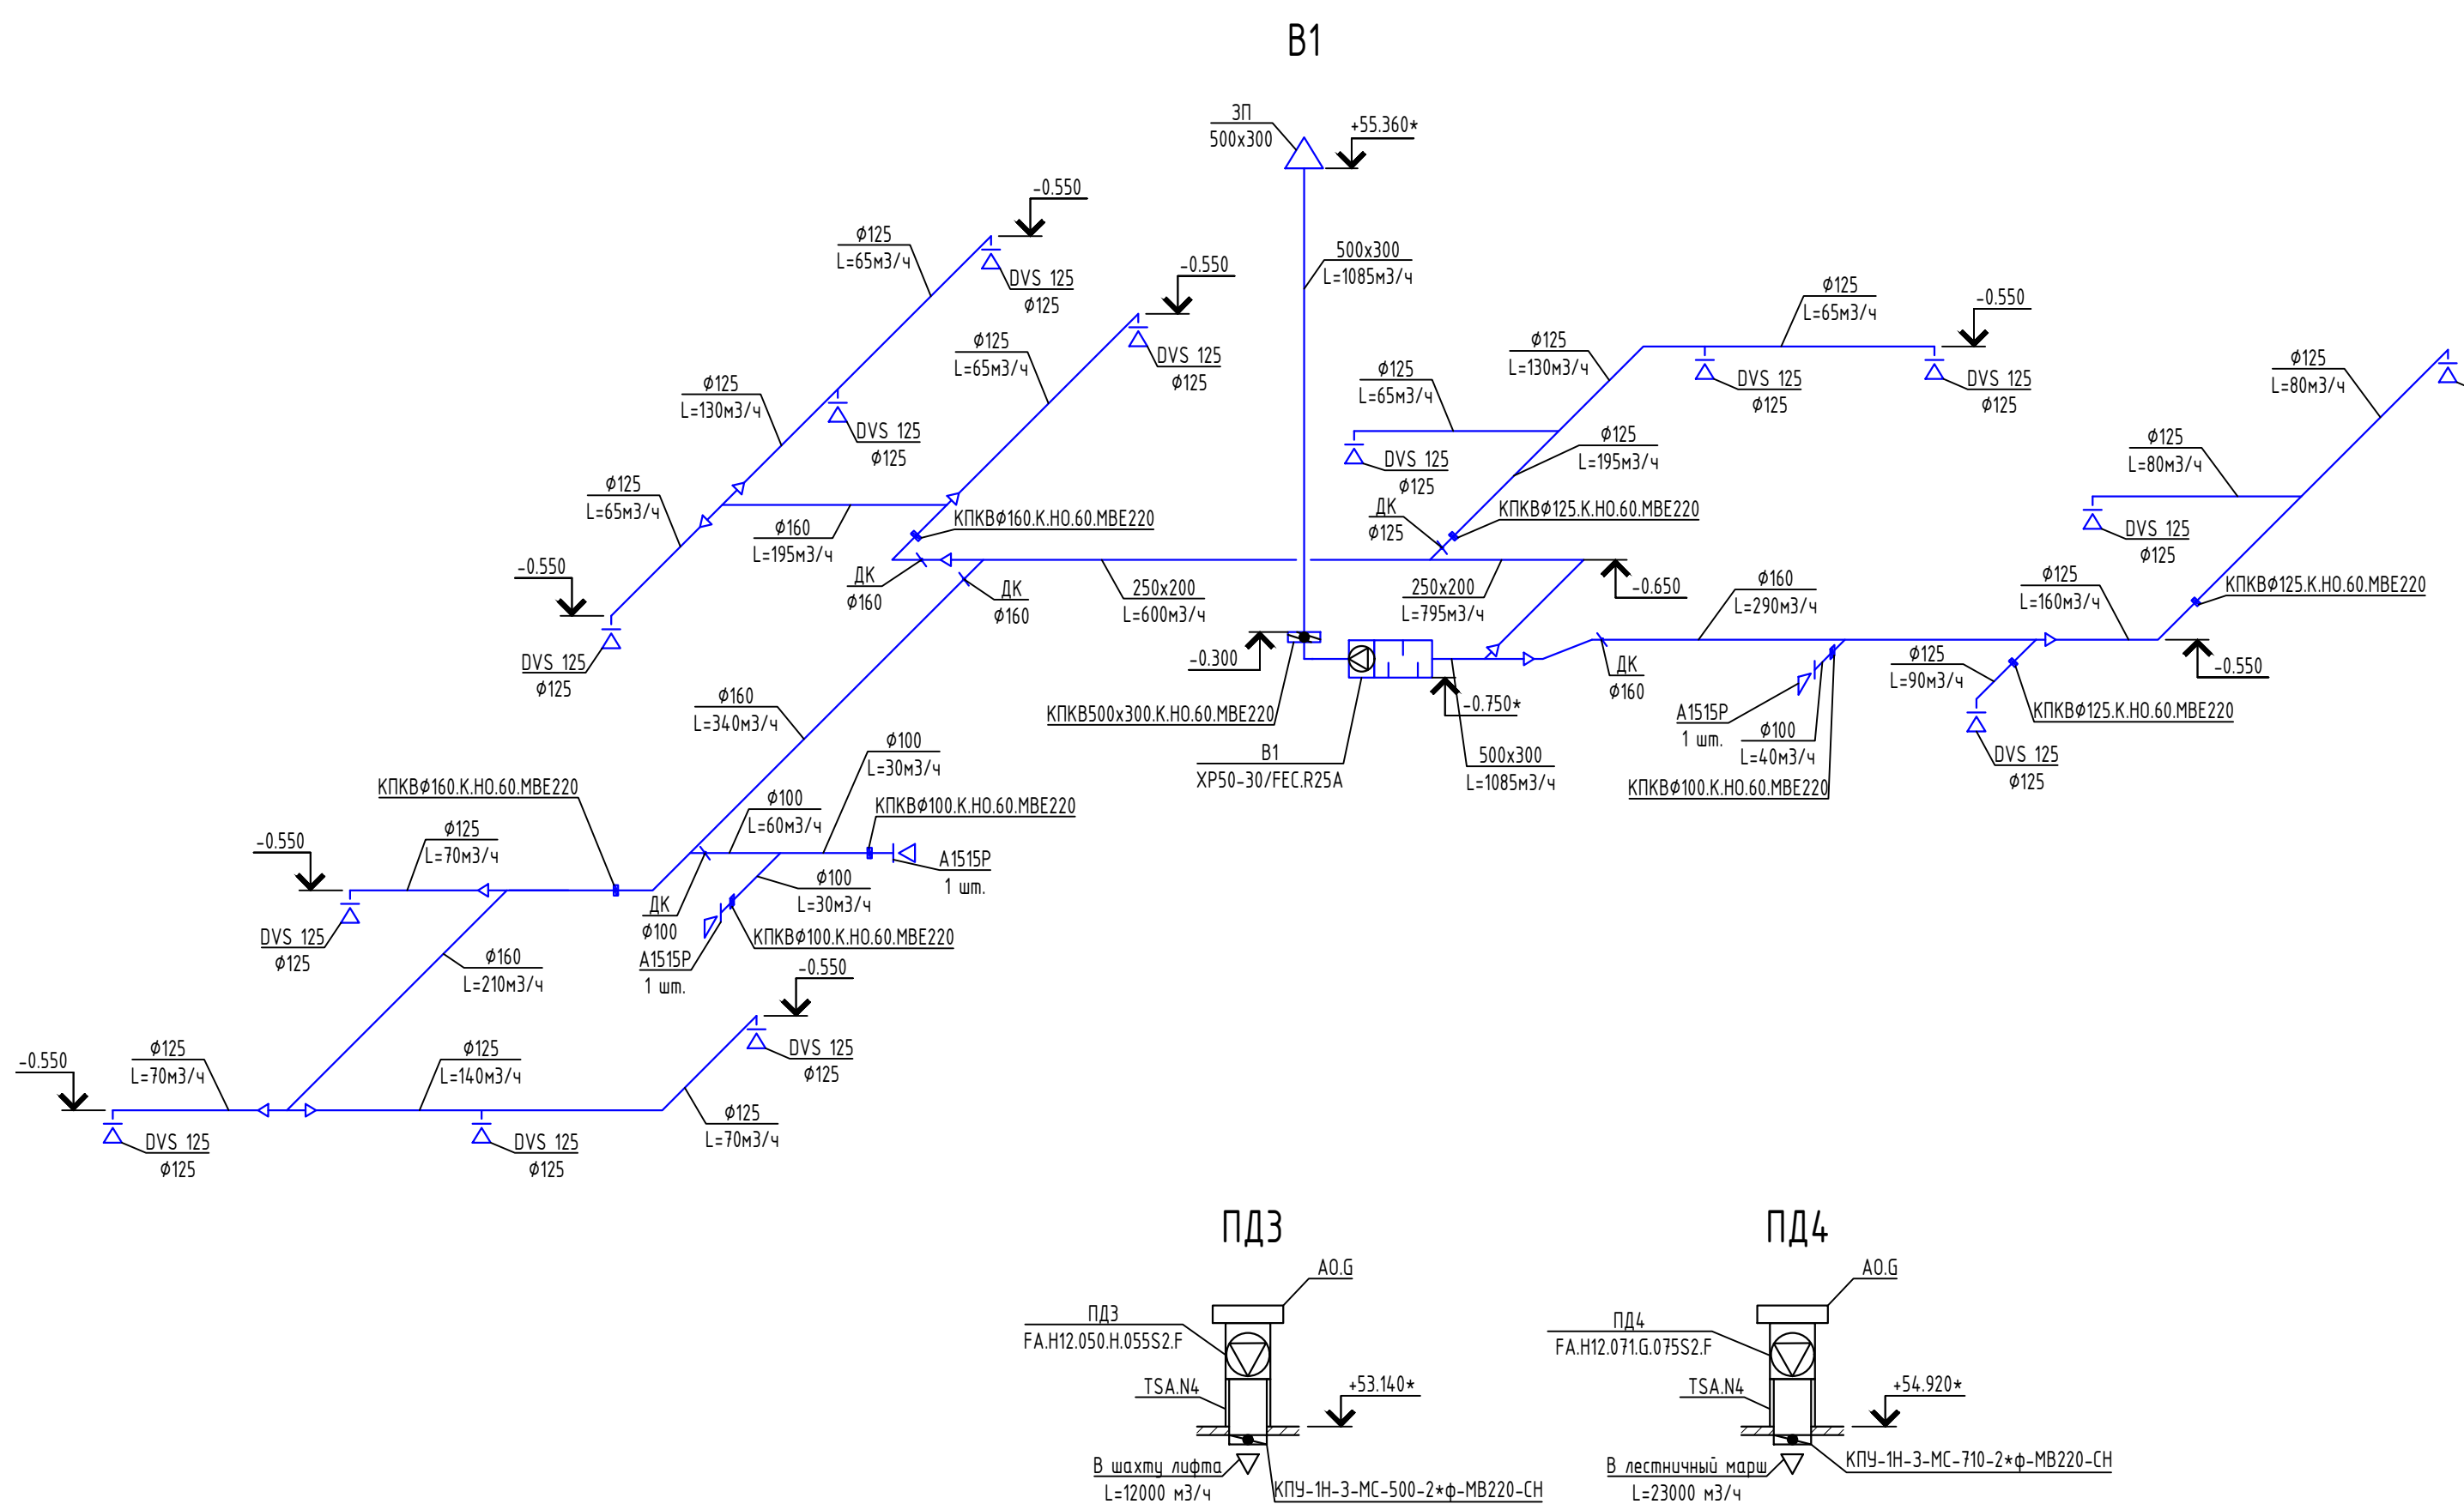 В1
ЗП
500х300
+55.360*
-0.550
ф125
L=65м3/ч
DVS 125
ф125
-0.550
500х300
L=1085м3/ч
ф125
L=65м3/ч
DVS 125
ф125
ф125
L=65м3/ч
-0.550
ф125
L=130м3/ч
ф125
L=65м3/ч
DVS 125
ф125
DVS 125
ф125
ф125
L=80м3/ч
ф125
L=130м3/ч
DVS 125
ф125
ф125
L=195м3/ч
DVS 125
ф125
ф125
L=80м3/ч
DVS 125
ф125
ф125
L=65м3/ч
ф160
L=195м3/ч
КПКВф160.К.НО.60.МВЕ220
ДК
ф125
КПКВф125.К.НО.60.МВЕ220
-0.550
DVS 125
ф125
ДК
ф160
ДК
ф160
250х200
L=600м3/ч
250х200
L=795м3/ч
-0.650
ф160
L=290м3/ч
ф125
L=160м3/ч
КПКВф125.К.НО.60.МВЕ220
-0.300
КПКВ500х300.К.НО.60.МВЕ220
-0.750*
В1
ХР50-30/FEC.R25A
500х300
L=1085м3/ч
ДК
ф160
А1515Р
1 шт.
ф100
L=40м3/ч
КПКВф100.К.НО.60.МВЕ220
ф125
L=90м3/ч
КПКВф125.К.НО.60.МВЕ220
DVS 125
ф125
-0.550
ф160
L=340м3/ч
ф100
L=30м3/ч
КПКВф160.К.НО.60.МВЕ220
ф100
L=60м3/ч
КПКВф100.К.НО.60.МВЕ220
-0.550
ф125
L=70м3/ч
А1515Р
1 шт.
ДК
ф100
ф100
L=30м3/ч
DVS 125
ф125
КПКВф100.К.НО.60.МВЕ220
А1515Р
1 шт.
ф160
L=210м3/ч
-0.550
-0.550
ф125
L=70м3/ч
ф125
L=140м3/ч
DVS 125
ф125
ф125
L=70м3/ч
DVS 125
ф125
DVS 125
ф125
ПД3
АО.G
ПД3
FA.H12.050.H.055S2.F
TSA.N4
+53.140*
В шахту лифта
L=12000 м3/ч
КПУ-1Н-З-МС-500-2*ф-МВ220-СН
ПД4
АО.G
ПД4
FA.H12.071.G.075S2.F
TSA.N4
+54.920*
В лестничный марш
L=23000 м3/ч
КПУ-1Н-З-МС-710-2*ф-МВ220-СН